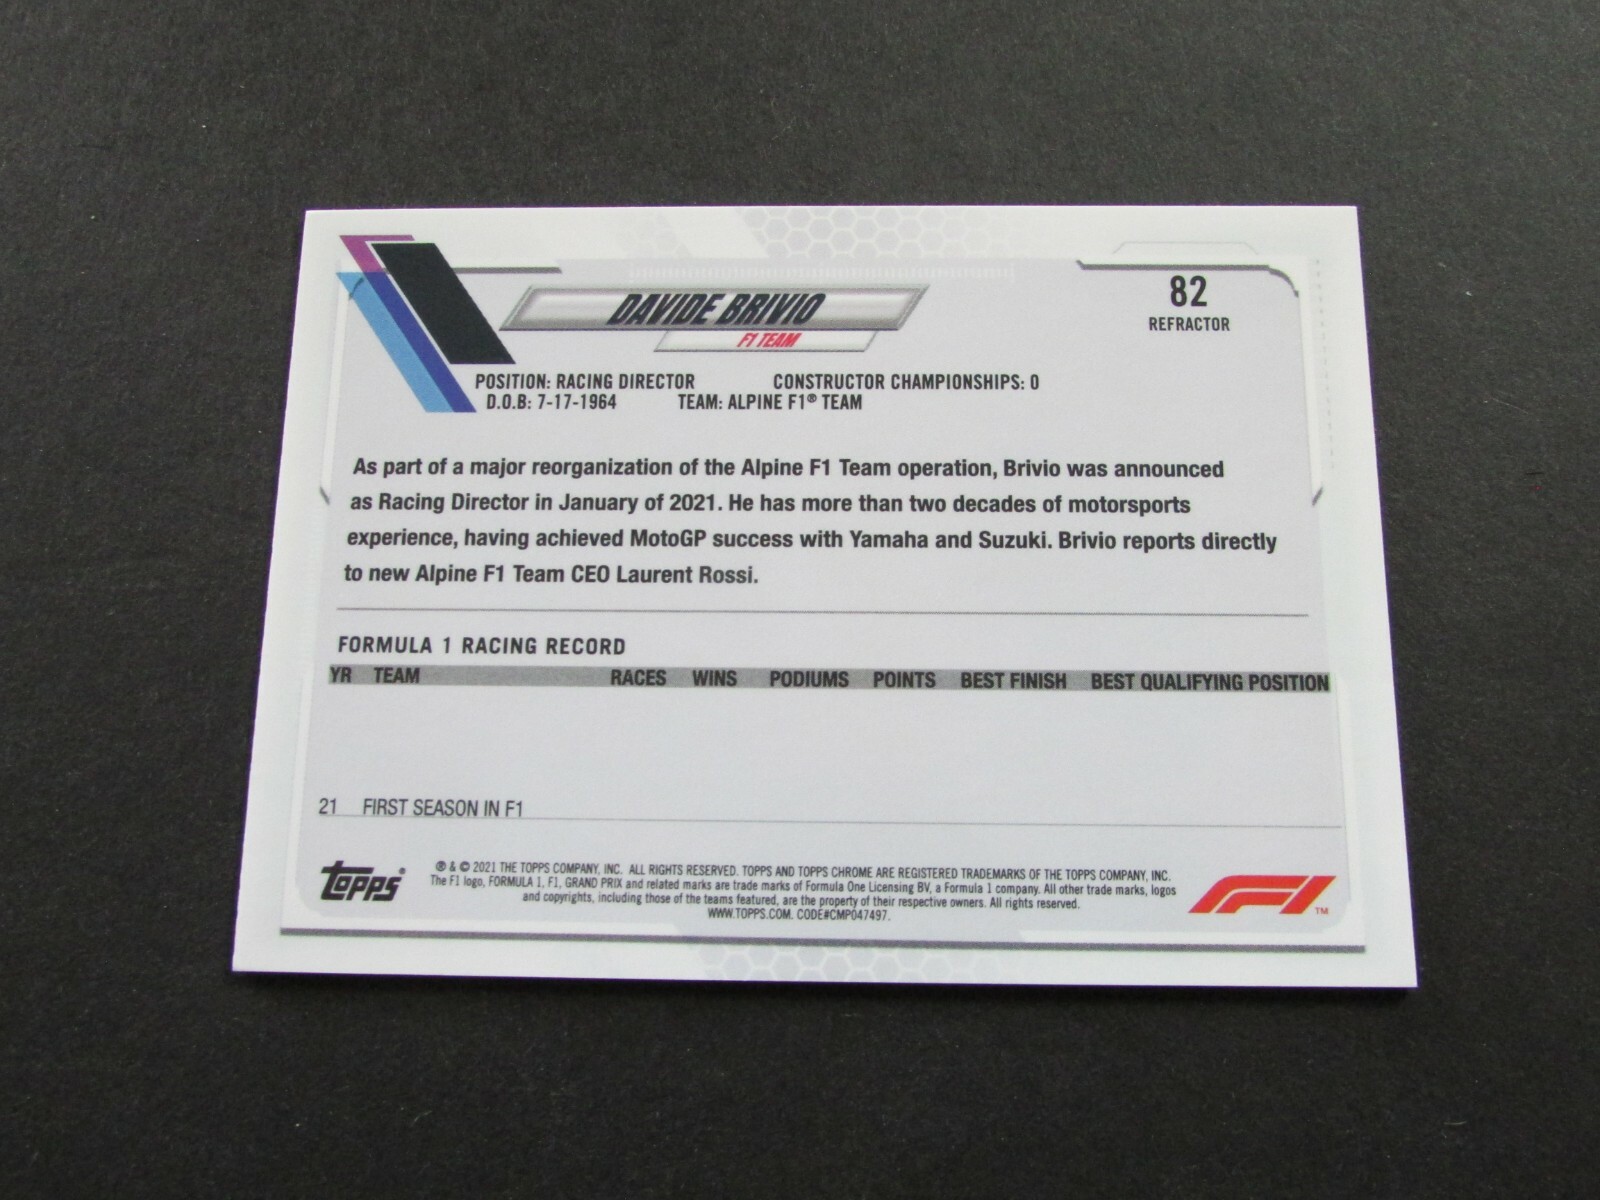 DAVIDE BRIVIO
F1 TEAM
82
REFRACTOR
POSITION: RACING DIRECTOR CONSTRUCTOR CHAMPIONSHIPS: 0
D.O.B: 7-17-1964 TEAM: ALPINE F1® TEAM
As part of a major reorganization of the Alpine F1 Team operation, Brivio was announced
as Racing Director in January of 2021. He has more than two decades of motorsports
experience, having achieved MotoGP success with Yamaha and Suzuki. Brivio reports directly
to new Alpine F1 Team CEO Laurent Rossi.
FORMULA 1 RACING RECORD
YR TEAM RACES WINS PODIUMS POINTS BEST FINISH BEST QUALIFYING POSITION
21 FIRST SEASON IN F1
topps®
® & © 2021 THE TOPPS COMPANY, INC. ALL RIGHTS RESERVED. TOPPS AND TOPPS CHROME ARE REGISTERED TRADEMARKS OF THE TOPPS COMPANY, INC.
The F1 logo, FORMULA 1, F1, GRAND PRIX and related marks are trade marks of Formula One Licensing BV, a Formula 1 company. All other trade marks, logos
and copyrights, including those of the teams featured, are the property of their respective owners. All rights reserved.
WWW.TOPPS.COM. CODE#CMP047497.
F1 TM